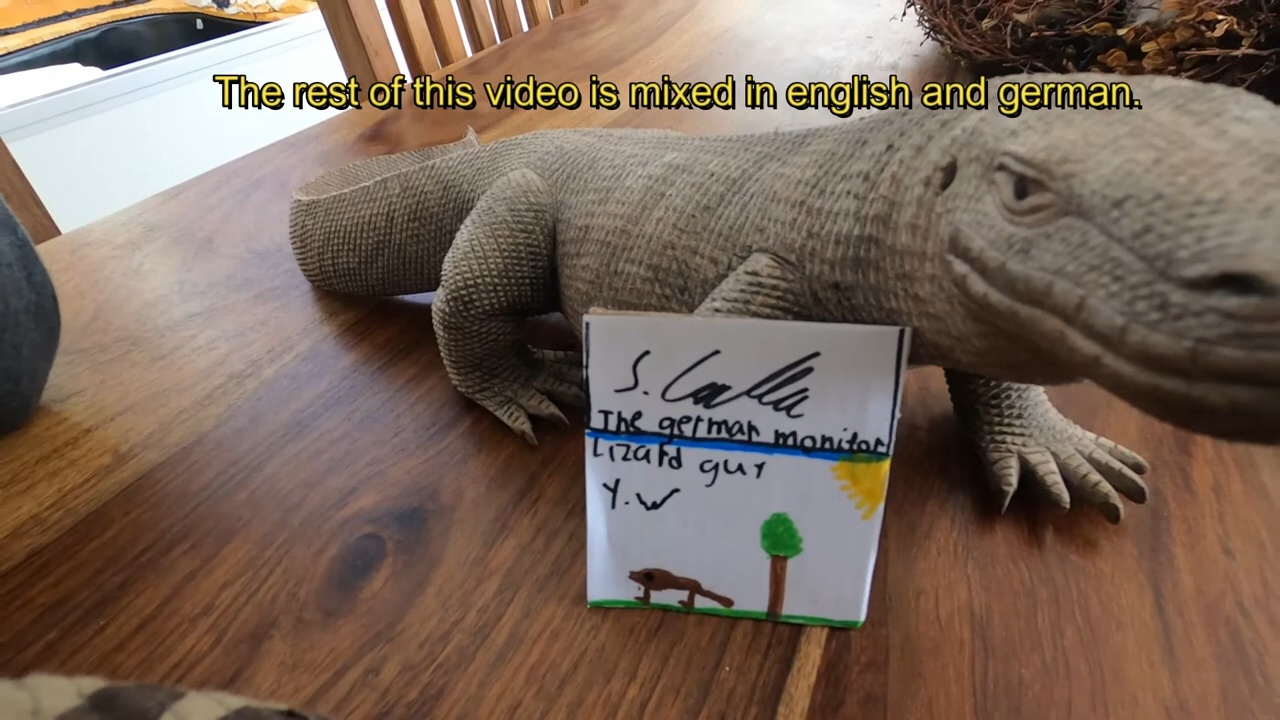 The rest of this video is mixed in english and german.
S. Calla
The german monitor
Lizard guy
Y.W